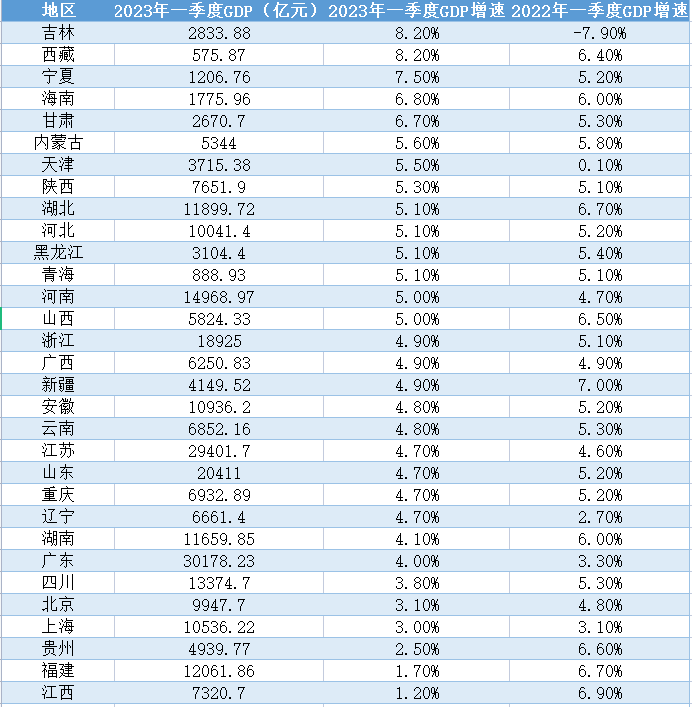 地区 2023年一季度GDP（亿元） 2023年一季度GDP增速 2022年一季度GDP增速
吉林 2833.88 8.20% -7.90%
西藏 575.87 8.20% 6.40%
宁夏 1206.76 7.50% 5.20%
海南 1775.96 6.80% 6.00%
甘肃 2670.7 6.70% 5.30%
内蒙古 5344 5.60% 5.80%
天津 3715.38 5.50% 0.10%
陕西 7651.9 5.30% 5.10%
湖北 11899.72 5.10% 6.70%
河北 10041.4 5.10% 5.20%
黑龙江 3104.4 5.10% 5.40%
青海 888.93 5.10% 5.10%
河南 14968.97 5.00% 4.70%
山西 5824.33 5.00% 6.50%
浙江 18925 4.90% 5.10%
广西 6250.83 4.90% 4.90%
新疆 4149.52 4.90% 7.00%
安徽 10936.2 4.80% 5.20%
云南 6852.16 4.80% 5.30%
江苏 29401.7 4.70% 4.60%
山东 20411 4.70% 5.20%
重庆 6932.89 4.70% 5.20%
辽宁 6661.4 4.70% 2.70%
湖南 11659.85 4.10% 6.00%
广东 30178.23 4.00% 3.30%
四川 13374.7 3.80% 5.30%
北京 9947.7 3.10% 4.80%
上海 10536.22 3.00% 3.10%
贵州 4939.77 2.50% 6.60%
福建 12061.86 1.70% 6.70%
江西 7320.7 1.20% 6.90%